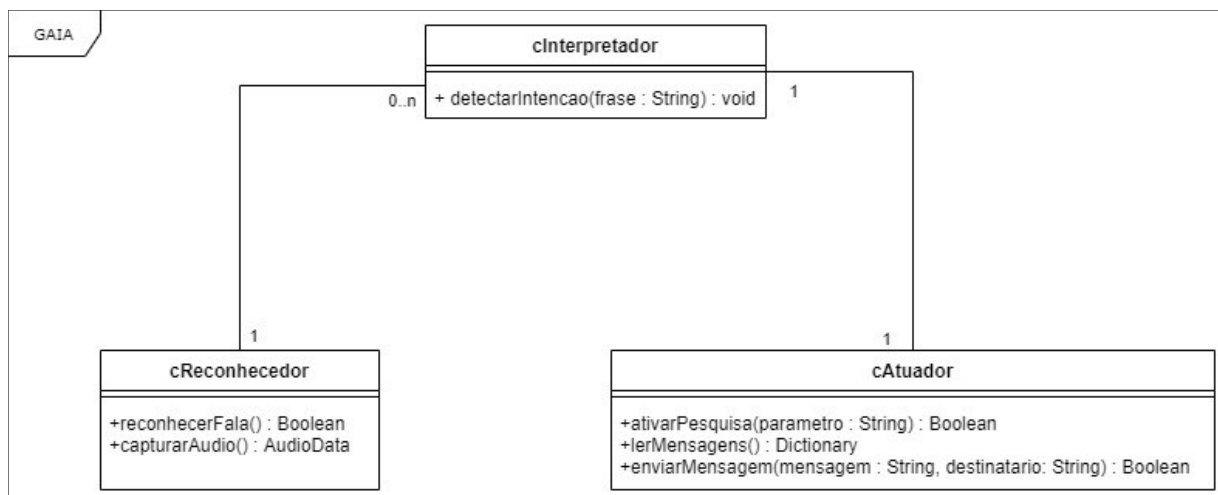 GAIA
cInterpretador
+ detectarIntencao(frase : String) : void
0..n
1
1
cReconhecedor
+reconhecerFala() : Boolean
+capturarAudio() : AudioData
1
cAtuador
+ativarPesquisa(parametro : String) : Boolean
+lerMensagens() : Dictionary
+enviarMensagem(mensagem : String, destinatario: String) : Boolean